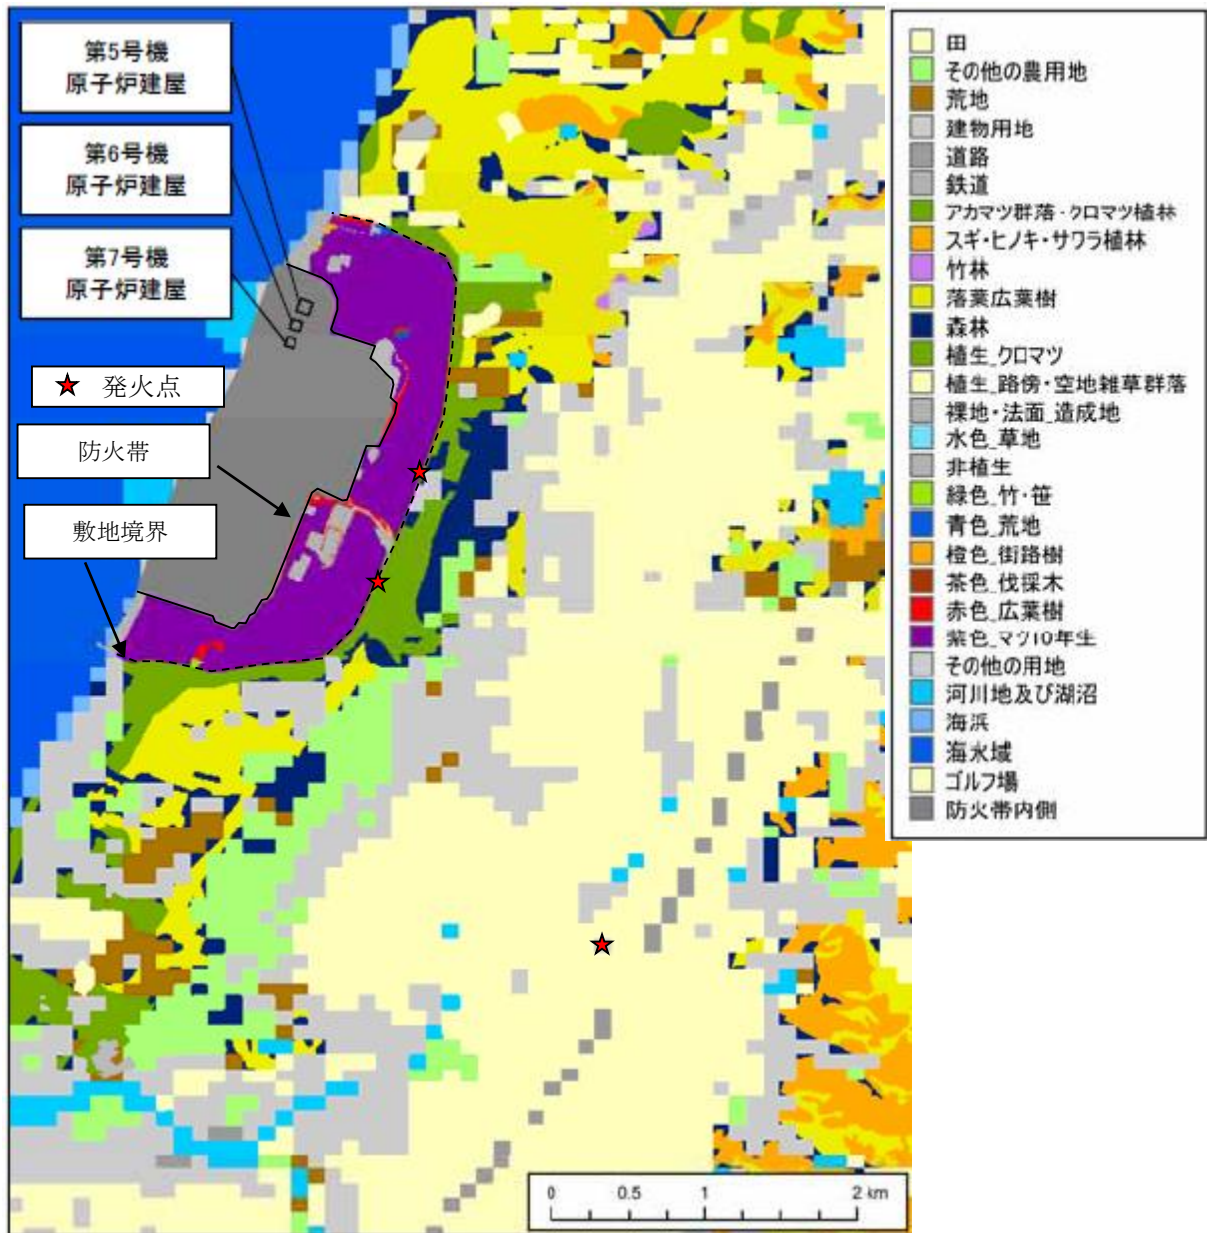 第5号機
原子炉建屋
第6号機
原子炉建屋
第7号機
原子炉建屋
発火点
防火帯
敷地境界
田
その他の農用地
荒地
建物用地
道路
鉄道
アカマツ群落・クロマツ植林
スギ・ヒノキ・サワラ植林
竹林
落葉広葉樹
森林
植生_クロマツ
植生_路傍・空地雑草群落
裸地・法面_造成地
水色_草地
非植生
緑色_竹・笹
青色_荒地
橙色_街路樹
茶色_伐採木
赤色_広葉樹
紫色_マツ10年生
その他の用地
河川地及び湖沼
海浜
海水域
ゴルフ場
防火帯内側
0 0.5 1 2 km